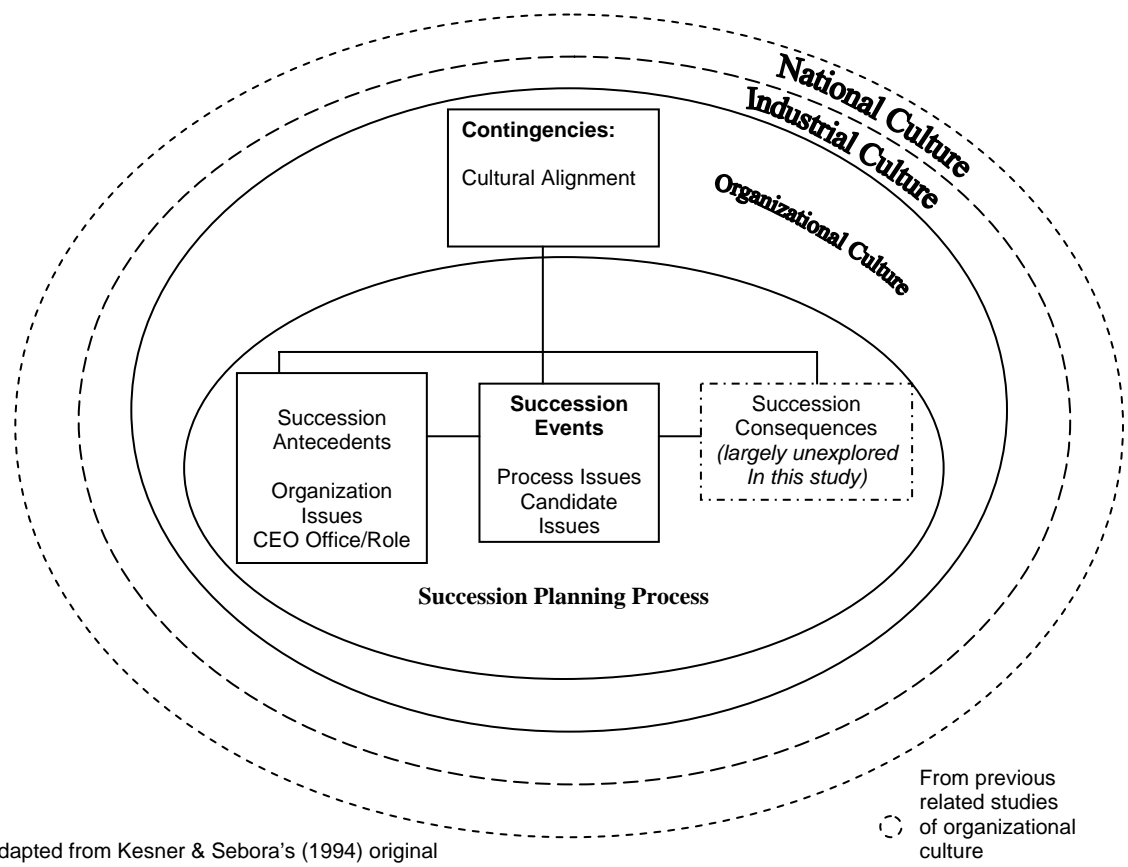 National Culture
Industrial Culture
Organizational Culture
Contingencies:
Cultural Alignment
Succession
Antecedents
Organization
Issues
CEO Office/Role
Succession
Events
Process Issues
Candidate
Issues
Succession
Consequences
(largely unexplored
In this study)
Succession Planning Process
From previous
related studies
of organizational
culture
dapted from Kesner & Sebora's (1994) original